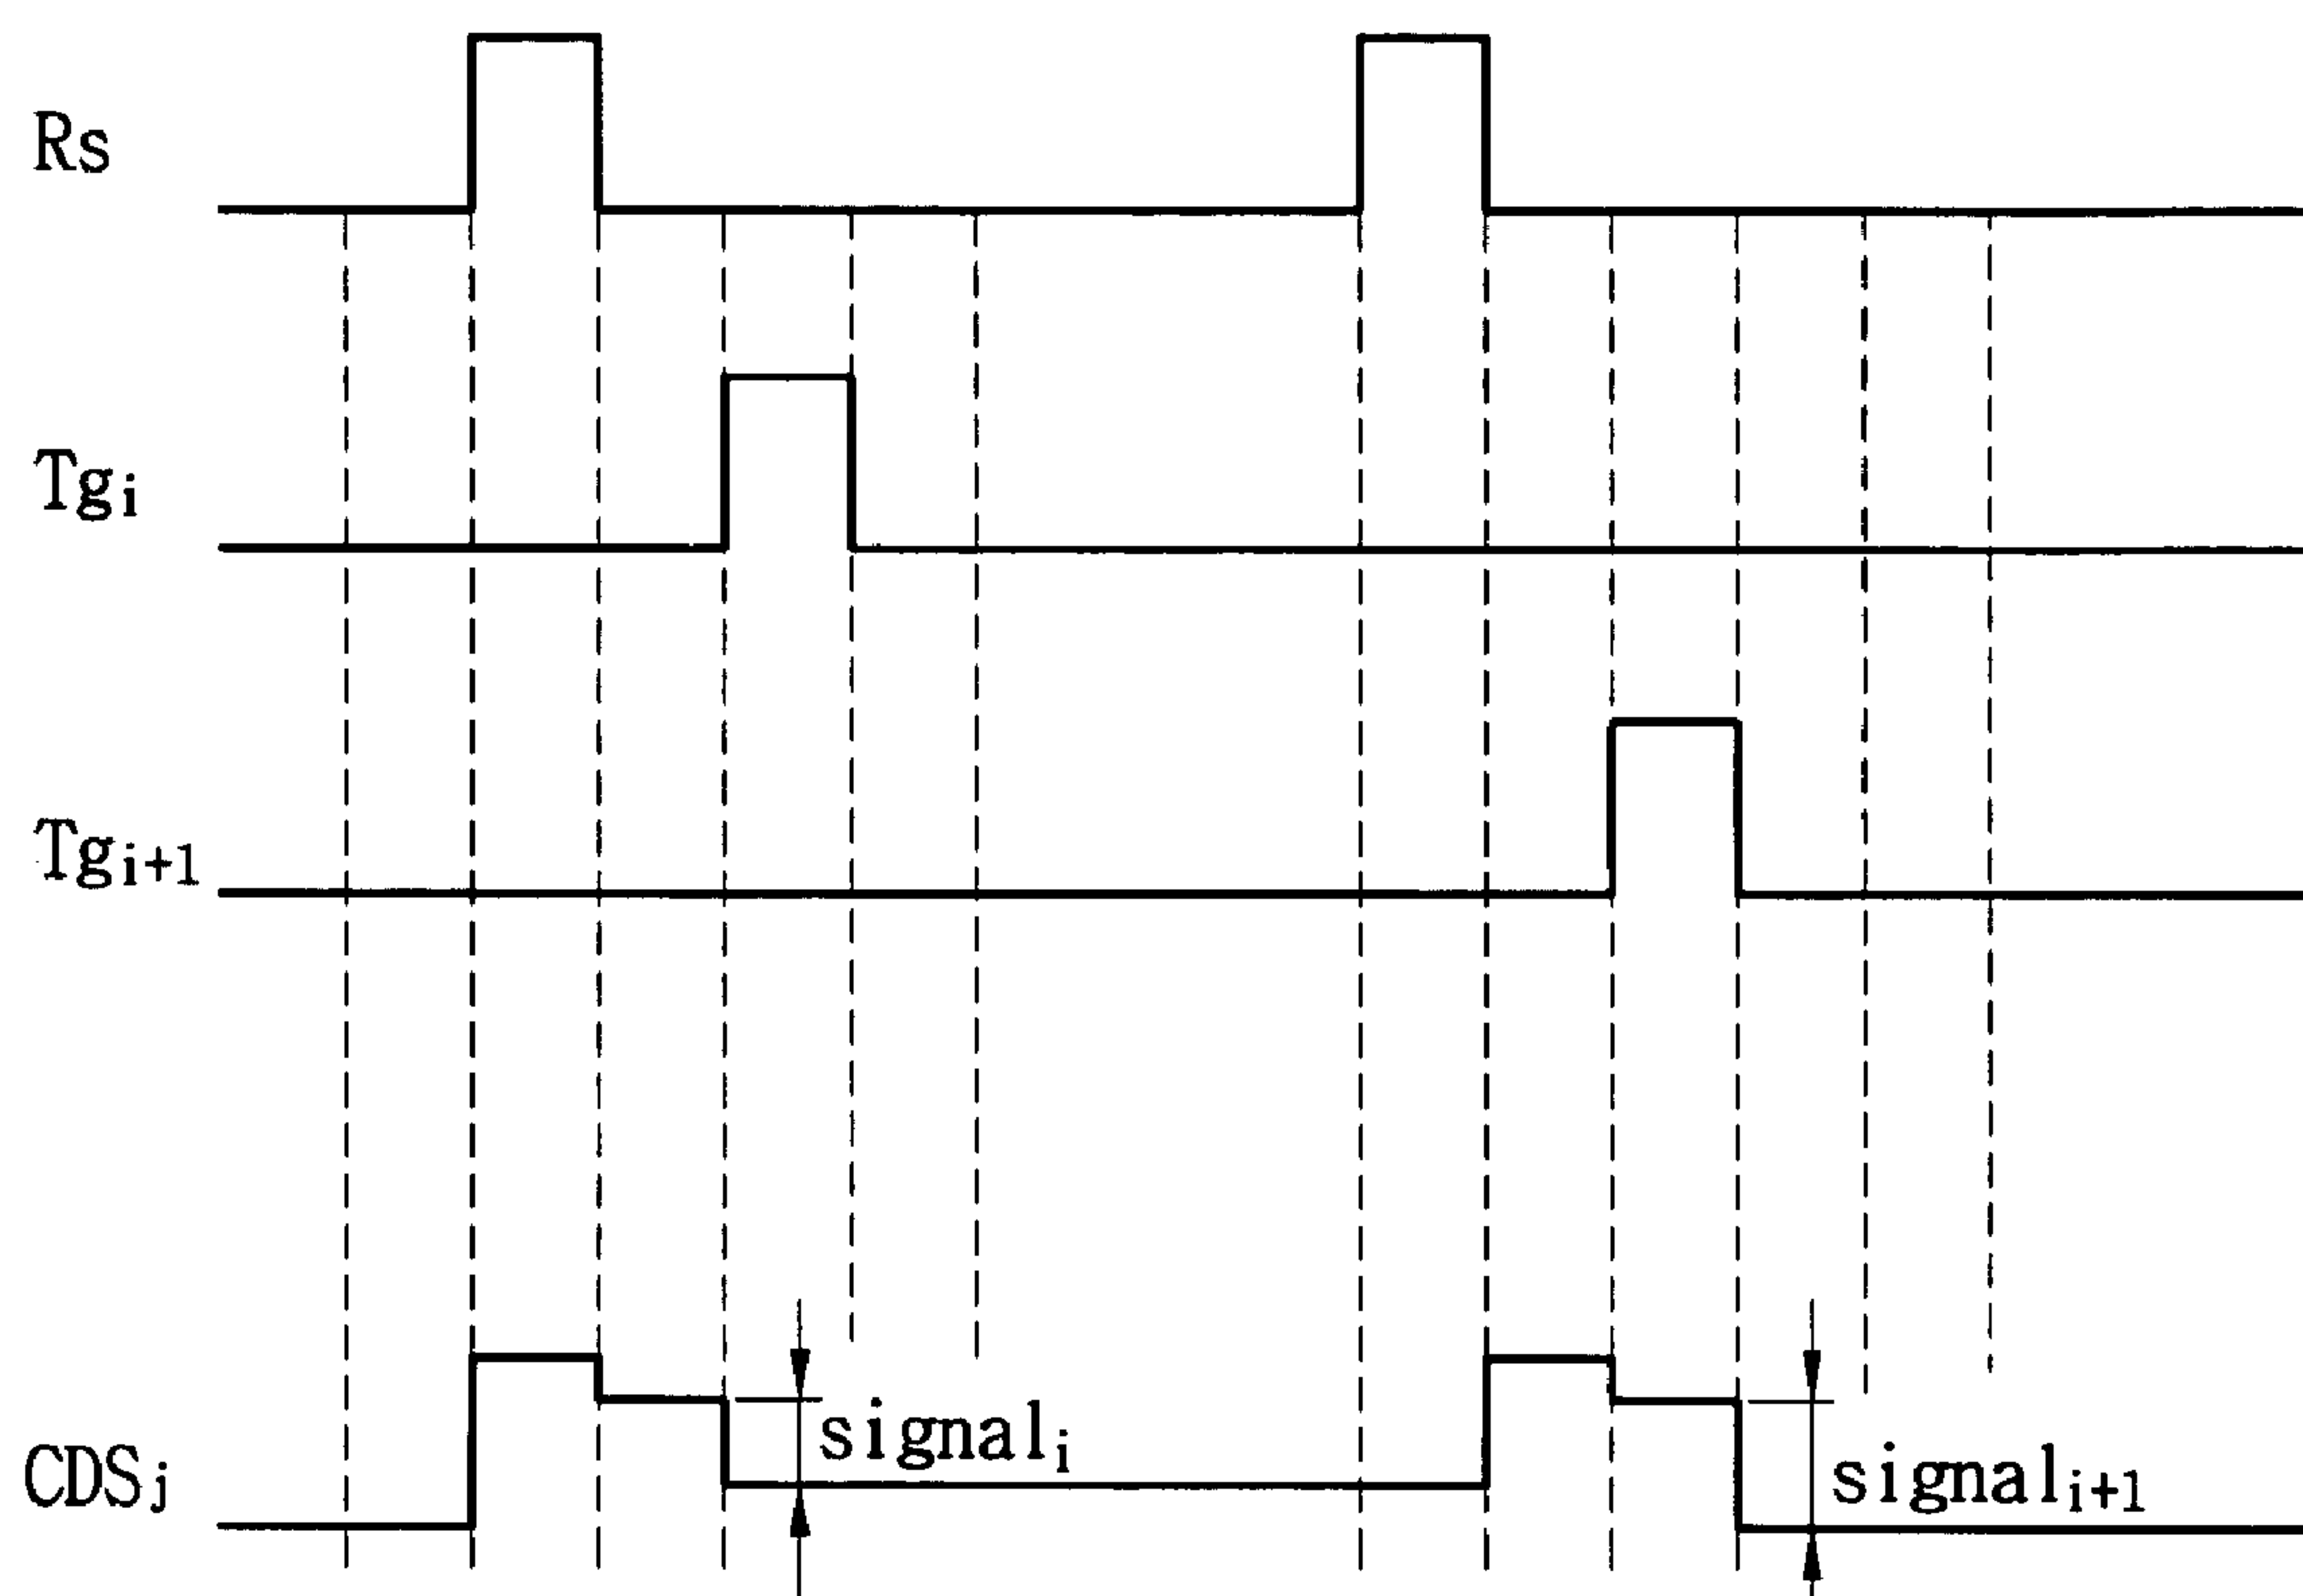 Rs
Tgᵢ
Tgᵢ₊₁
signalᵢ
CDSⱼ
signalᵢ₊₁